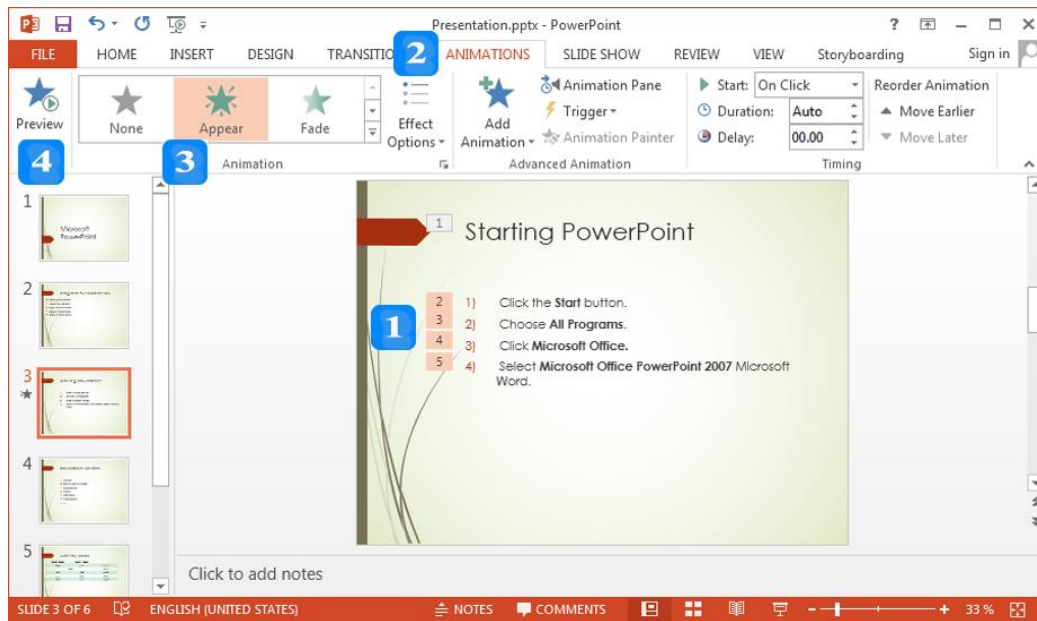 Presentation.pptx - PowerPoint
FILE HOME INSERT DESIGN TRANSITIO 2 ANIMATIONS SLIDE SHOW REVIEW VIEW Storyboarding Sign in
Preview None Appear Fade Effect Options Add Animation Animation Pane Start: On Click Reorder Animation
Trigger Duration: Auto Move Earlier
Animation Painter Delay: 00.00 Move Later
4 3 Animation Advanced Animation Timing
1
Microsoft
PowerPoint
2
3
4
5
1 Starting PowerPoint
1
2 1) Click the Start button.
3 2) Choose All Programs.
4 3) Click Microsoft Office.
5 4) Select Microsoft Office PowerPoint 2007 Microsoft
Word.
Click to add notes
SLIDE 3 OF 6 ENGLISH (UNITED STATES) NOTES COMMENTS 33 %